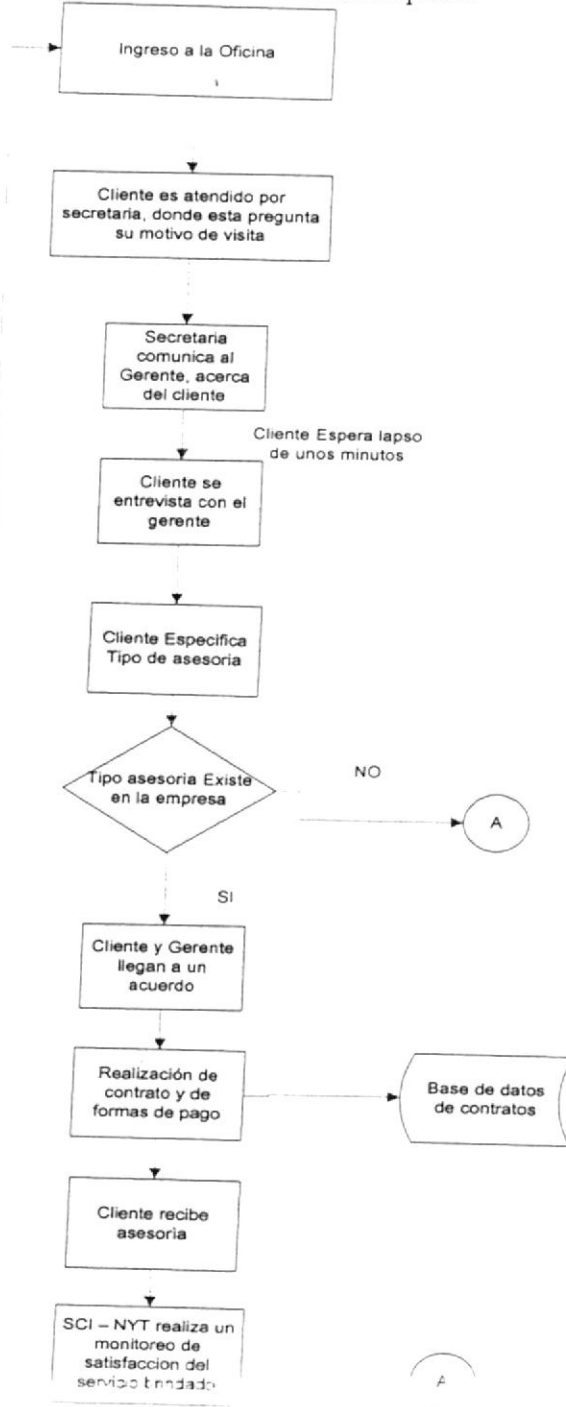 Ingreso a la Oficina
Cliente es atendido por
secretaria, donde esta pregunta
su motivo de visita
Secretaria
comunica al
Gerente, acerca
del cliente
Cliente Espera lapso
de unos minutos
Cliente se
entrevista con el
gerente
Cliente Especifica
Tipo de asesoria
Tipo asesoria Existe
en la empresa
NO
A
SI
Cliente y Gerente
llegan a un
acuerdo
Realización de
contrato y de
formas de pago
Base de datos
de contratos
Cliente recibe
asesoria
SCI – NYT realiza un
monitoreo de
satisfaccion del
servicio brindado
A